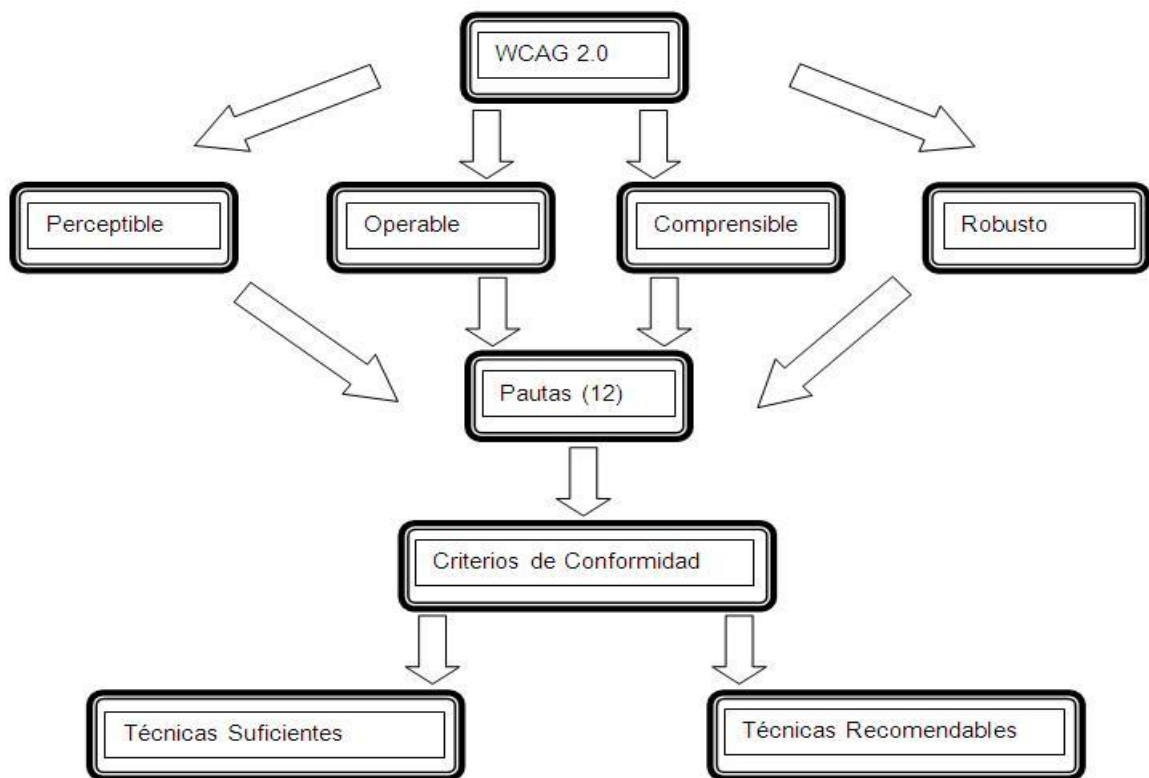 WCAG 2.0
Perceptible
Operable
Comprensible
Robusto
Pautas (12)
Criterios de Conformidad
Técnicas Suficientes
Técnicas Recomendables